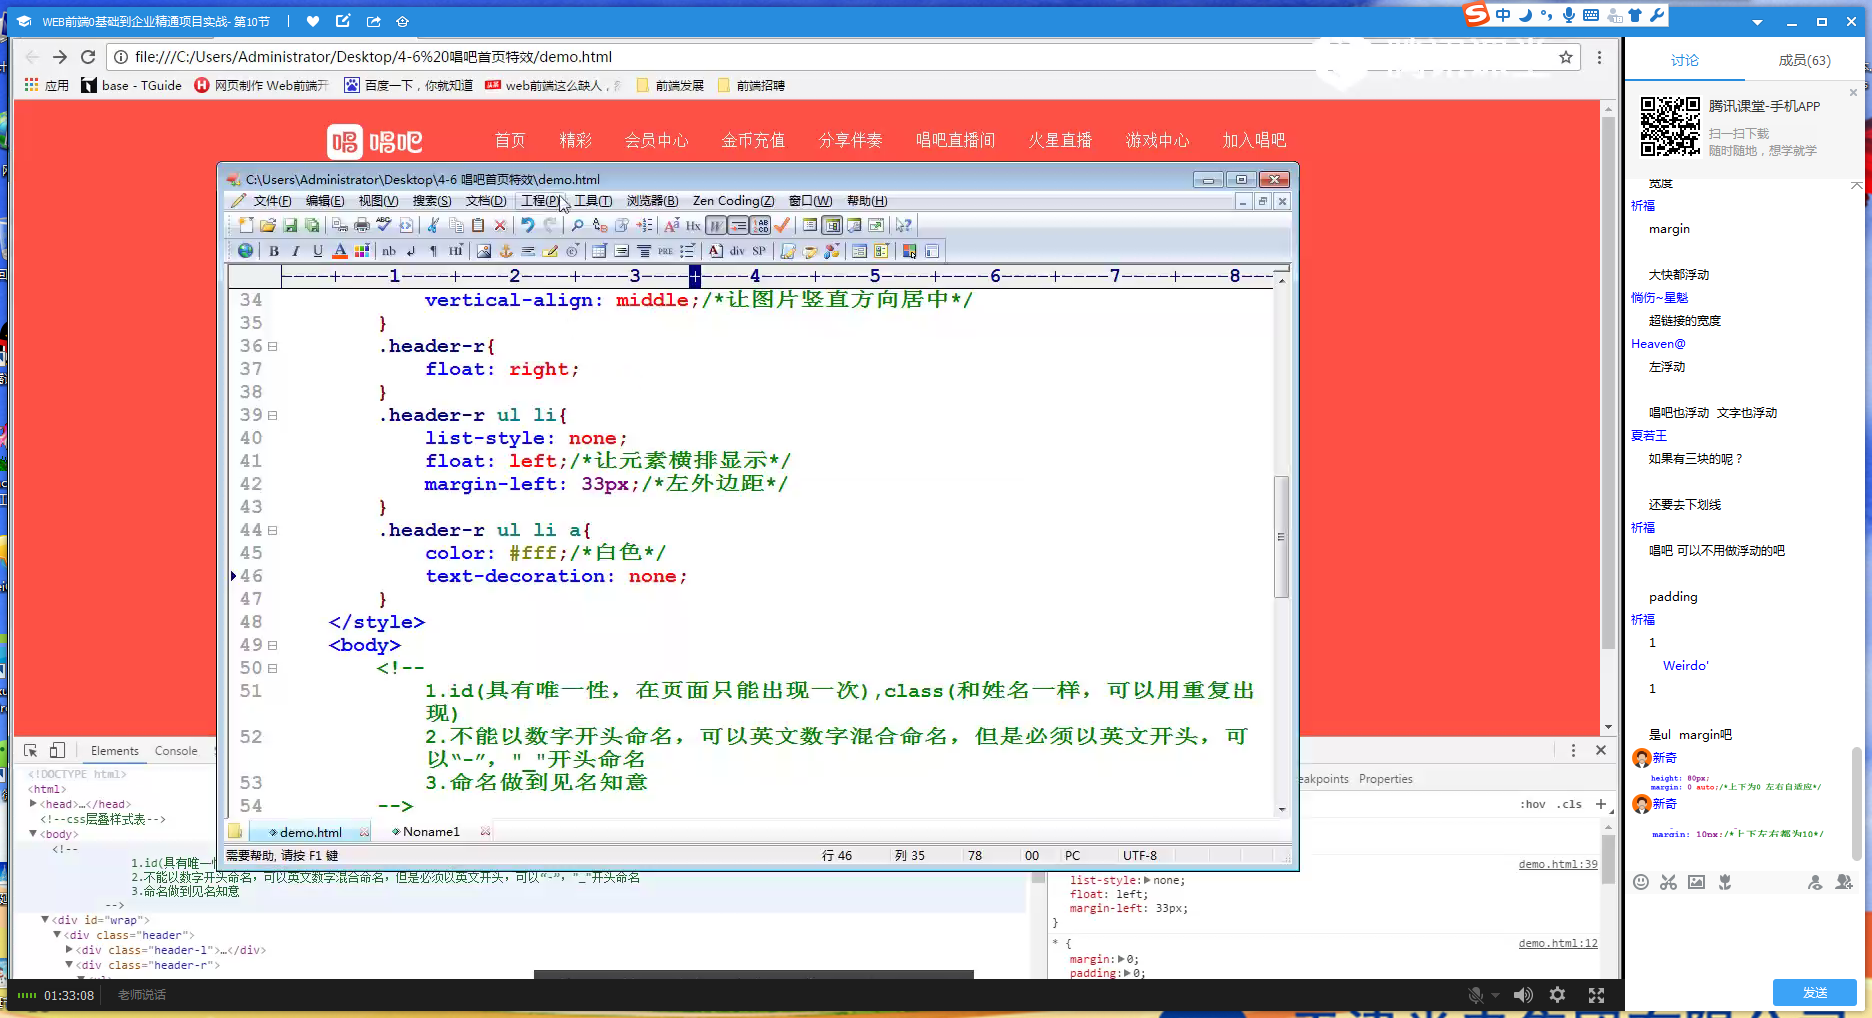 WEB前端0基础到企业精通项目实战- 第10节
中
file:///C:/Users/Administrator/Desktop/4-6%20唱吧首页特效/demo.html
应用
base - TGuide
网页制作 Web前端开
百度一下，你就知道
web前端这么缺人，
前端发展
前端招聘
唱 唱吧
首页 精彩 会员中心 金币充值 分享伴奏 唱吧直播间 火星直播 游戏中心 加入唱吧
C:\Users\Administrator\Desktop\4-6 唱吧首页特效\demo.html
文件(F) 编辑(E) 视图(V) 搜索(S) 文档(D) 工程(P) 工具(T) 浏览器(B) Zen Coding(Z) 窗口(W) 帮助(H)
B I U A nb ¶ HI PRE div SP
----+----1----+----2----+----3----+----4----+----5----+----6----+----7----+----8---
34 vertical-align: middle;/*让图片竖直方向居中*/
35 }
36 .header-r{
37 float: right;
38 }
39 .header-r ul li{
40 list-style: none;
41 float: left;/*让元素横排显示*/
42 margin-left: 33px;/*左外边距*/
43 }
44 .header-r ul li a{
45 color: #fff;/*白色*/
46 text-decoration: none;
47 }
48 </style>
49 <body>
50 <!--
51 1.id(具有唯一性，在页面只能出现一次),class(和姓名一样，可以用重复出
现)
52 2.不能以数字开头命名，可以英文数字混合命名，但是必须以英文开头，可
以“-”，"_"开头命名
53 3.命名做到见名知意
54 -->
demo.html
Noname1
需要帮助, 请按 F1 键
行 46 列 35 78 00 PC UTF-8
Elements Console
<!DOCTYPE html>
<html>
<head>…</head>
<!--css层叠样式表-->
<body>
<!--
1.id(具有唯一性
2.不能以数字开头命名，可以英文数字混合命名，但是必须以英文开头，可以“-”，"_"开头命名
3.命名做到见名知意
-->
<div id="wrap">
<div class="header">
<div class="header-l">…</div>
<div class="header-r">
eakpoints Properties
:hov .cls +
demo.html:39
list-style: none;
float: left;
margin-left: 33px;
}
* {
demo.html:12
margin: 0;
padding: 0;
01:33:08
老师说话
讨论
成员(63)
腾讯课堂-手机APP
扫一扫下载
随时随地，想学就学
宽度
祈福
margin
大快都浮动
倘伤~星魁
超链接的宽度
Heaven@
左浮动
唱吧也浮动 文字也浮动
夏若王
如果有三块的呢？
还要去下划线
祈福
唱吧 可以不用做浮动的吧
padding
祈福
1
Weirdo'
1
是ul margin吧
新奇
height: 80px;
margin: 0 auto;/*上下为0 左右自适应*/
新奇
margin: 10px;/*上下左右都为10*/
发送